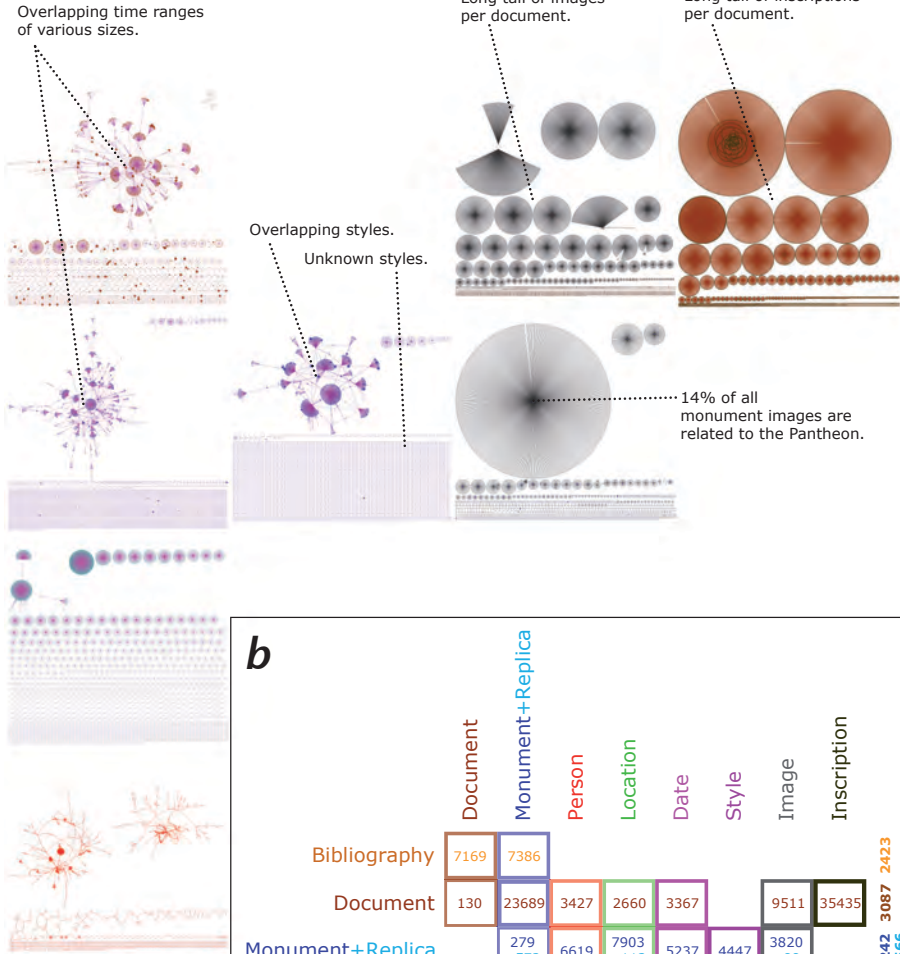 Overlapping time ranges
of various sizes.
per document.
per document.
Overlapping styles.
Unknown styles.
14% of all
monument images are
related to the Pantheon.
b
Document
Monument+Replica
Person
Location
Date
Style
Image
Inscription
Bibliography 7169 7386 2423
Document 130 23689 3427 2660 3367 9511 35435 3087
Monument+Replica 279 6619 7903 5237 4447 3820